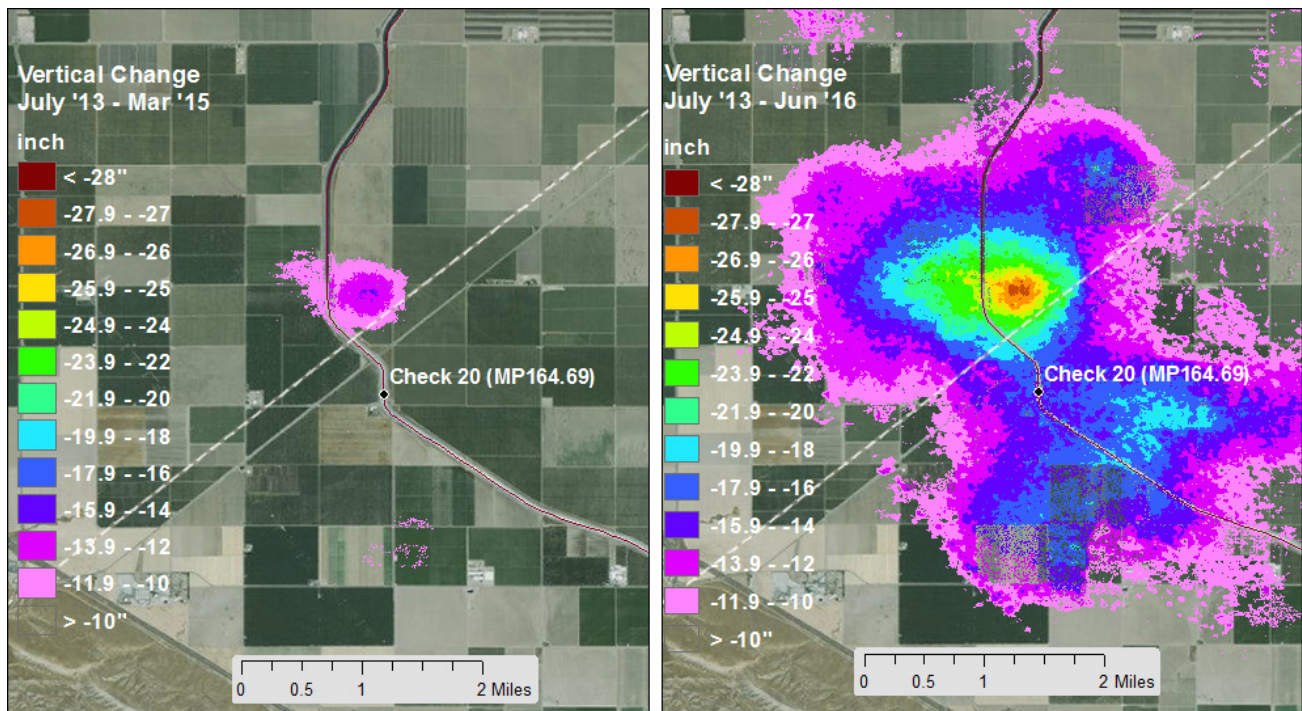 Vertical Change
July '13 - Mar '15
inch
< -28"
-27.9 - -27
-26.9 - -26
-25.9 - -25
-24.9 - -24
-23.9 - -22
-21.9 - -20
-19.9 - -18
-17.9 - -16
-15.9 - -14
-13.9 - -12
-11.9 - -10
> -10"
Check 20 (MP164.69)
0 0.5 1 2 Miles
Vertical Change
July '13 - Jun '16
inch
< -28"
-27.9 - -27
-26.9 - -26
-25.9 - -25
-24.9 - -24
-23.9 - -22
-21.9 - -20
-19.9 - -18
-17.9 - -16
-15.9 - -14
-13.9 - -12
-11.9 - -10
> -10"
Check 20 (MP164.69)
0 0.5 1 2 Miles